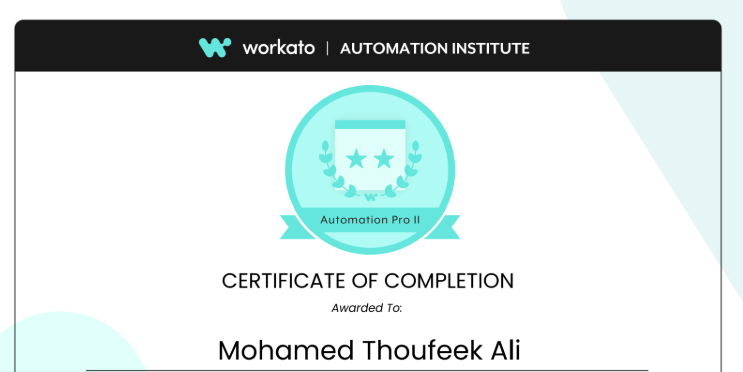 workato | AUTOMATION INSTITUTE
Automation Pro II
CERTIFICATE OF COMPLETION
Awarded To:
Mohamed Thoufeek Ali